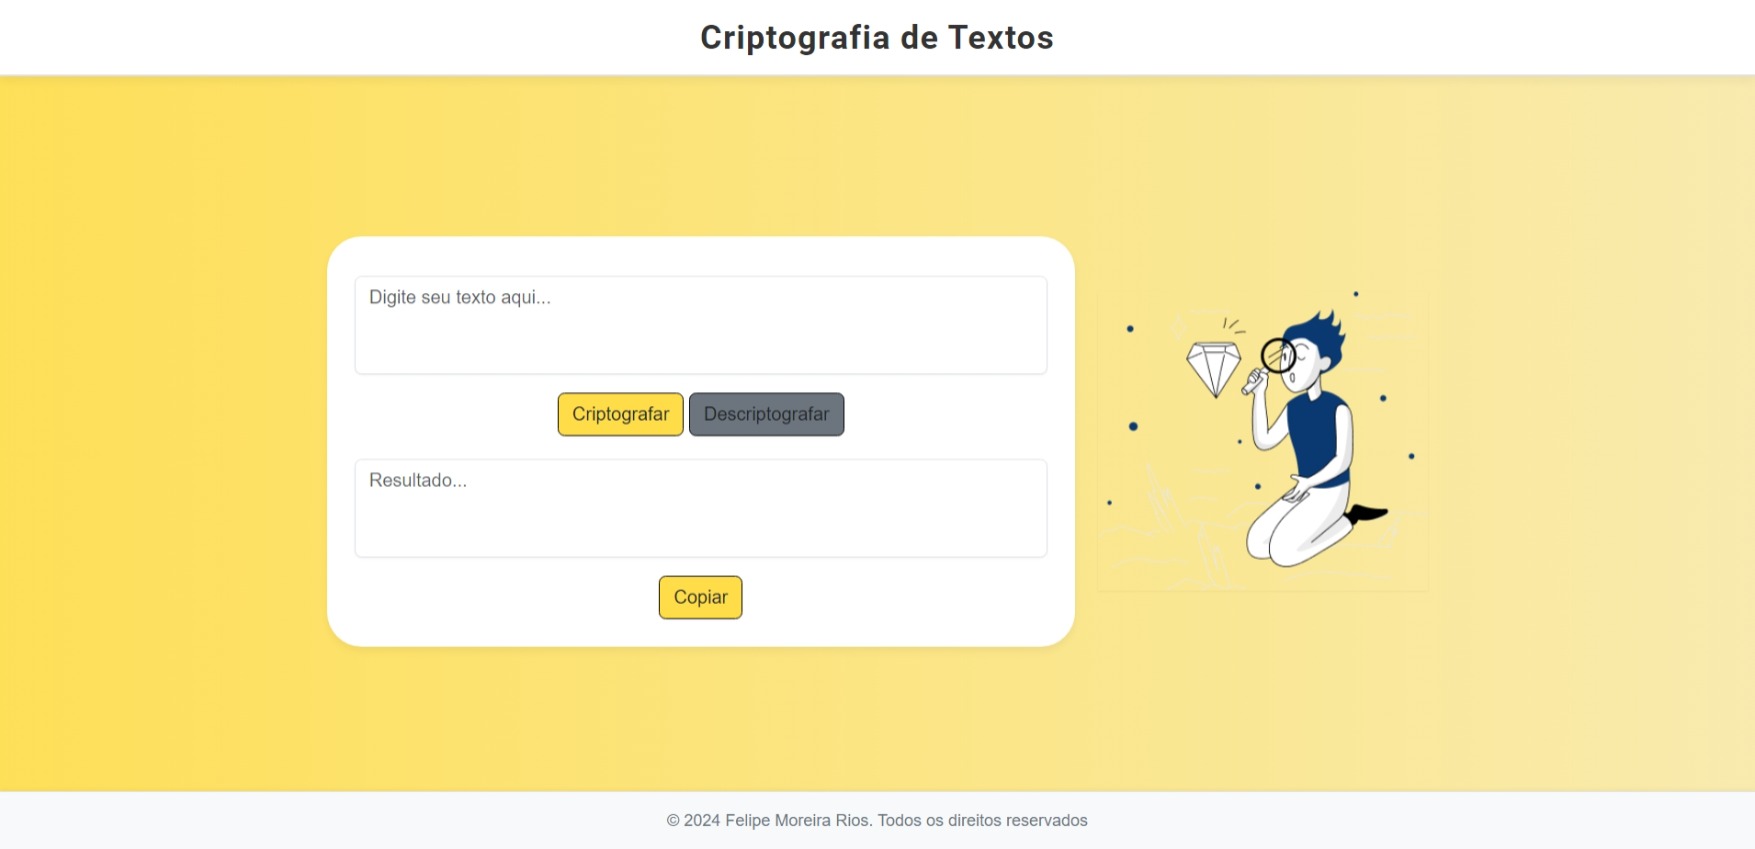 Criptografia de Textos
Digite seu texto aqui...
Criptografar Descriptografar
Resultado...
Copiar
© 2024 Felipe Moreira Rios. Todos os direitos reservados